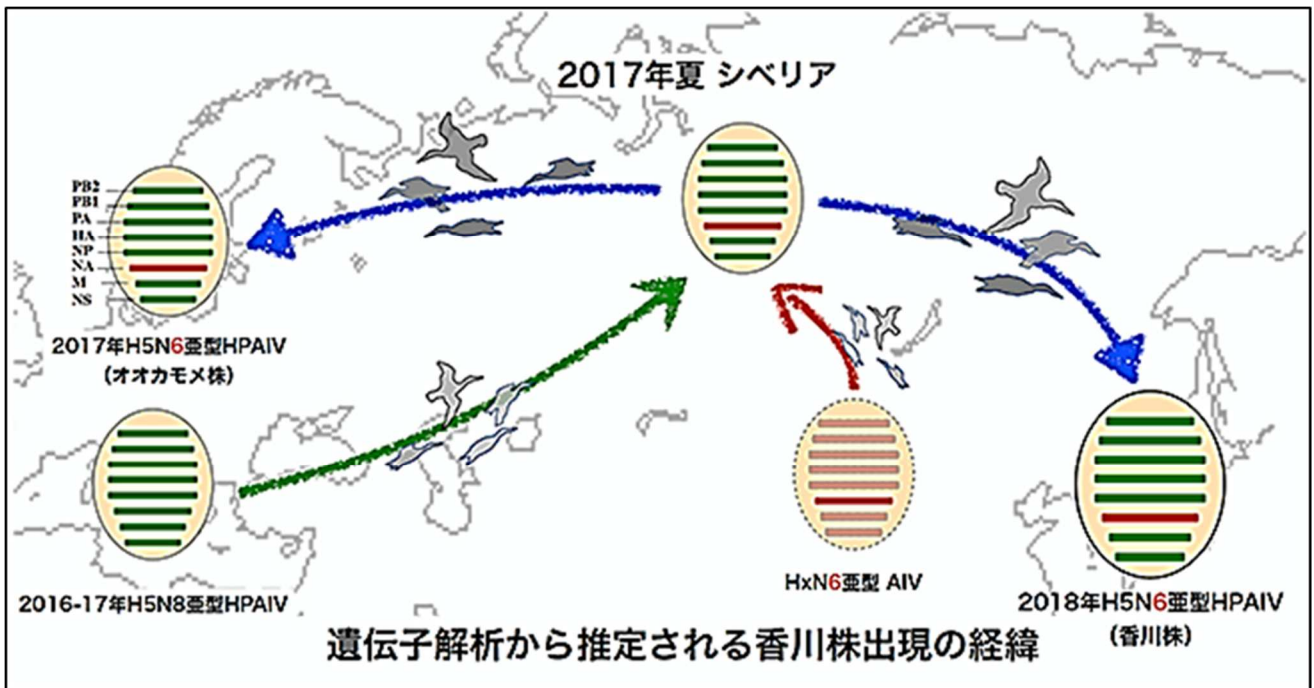 2017年夏 シベリア
PB2
PB1
PA
HA
NP
NA
M
NS
2017年H5N6亜型HPAIV
(オオカモメ株)
2016-17年H5N8亜型HPAIV
HxN6亜型 AIV
2018年H5N6亜型HPAIV
(香川株)
遺伝子解析から推定される香川株出現の経緯